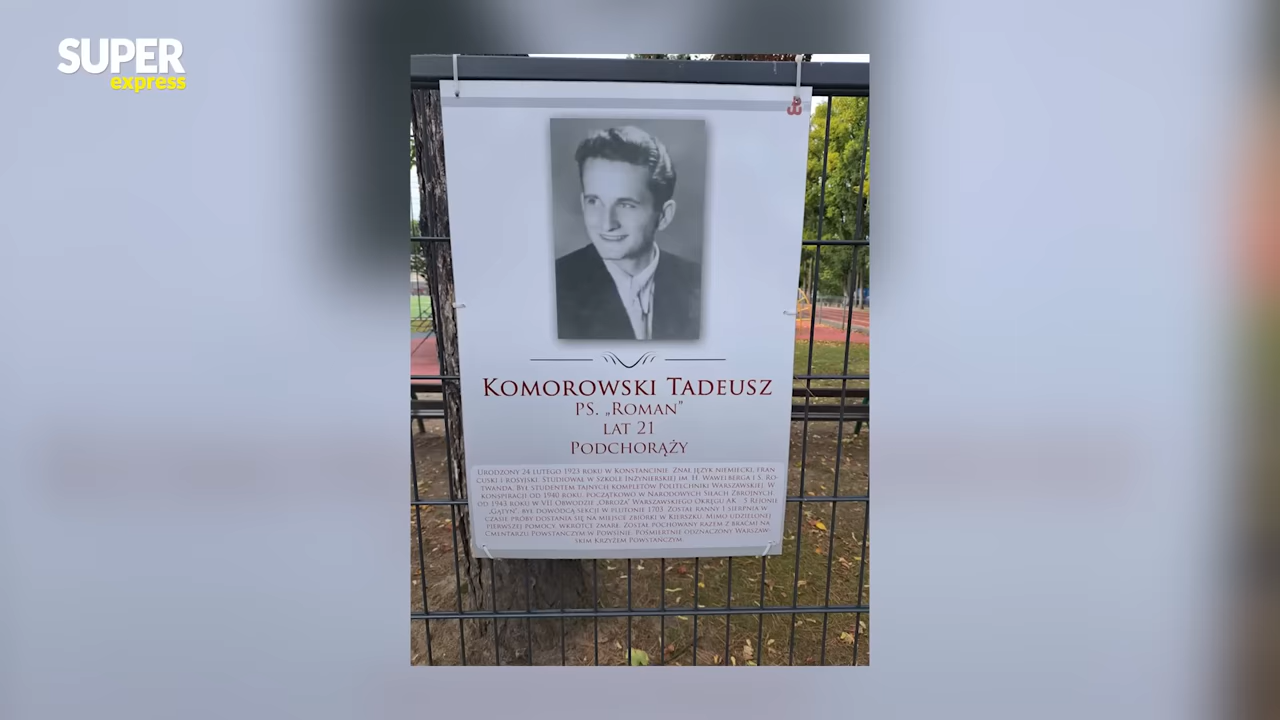 SUPER
express
KOMOROWSKI TADEUSZ
PS. „ROMAN”
LAT 21
PODCHORĄŻY
URODZONY 24 LUTEGO 1923 ROKU W KONSTANCINIE. ZNAŁ JĘZYK NIEMIECKI, FRAN
CUSKI I ROSYJSKI. STUDIOWAŁ W SZKOLE INŻYNIERSKIEJ IM. H. WAWELBERGA I S. RO-
TWANDA. BYŁ STUDENTEM TAJNYCH KOMPLETÓW POLITECHNIKI WARSZAWSKIEJ. W
KONSPIRACJI OD 1940 ROKU, POCZĄTKOWO W NARODOWYCH SIŁACH ZBROJNYCH,
OD 1943 ROKU W VII OBWODZIE „OBROŻA” WARSZAWSKIEGO OKRĘGU AK - 5 REJONIE
„GĄTYŃ”, BYŁ DOWÓDCĄ SEKCJI W PLUTONIE 1703. ZOSTAŁ RANNY 1 SIERPNIA W
CZASIE PRÓBY DOSTANIA SIĘ NA MIEJSCE ZBIÓRKI W KIERSZKU. MIMO UDZIELONEJ
PIERWSZEJ POMOCY, WKRÓTCE ZMARŁ. ZOSTAŁ POCHOWANY RAZEM Z BRAĆMI NA
CMENTARZU POWSTAŃCZYM W POWSINIE. POŚMIERTNIE ODZNACZONY WARSZAW-
SKIM KRZYŻEM POWSTAŃCZYM.